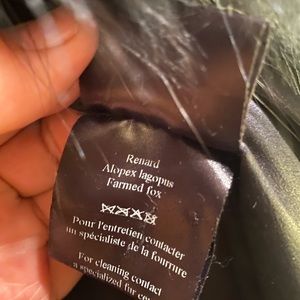 Renard
Alopex lagopus
Farmed fox
Pour l'entretien contacter
un spécialiste de la fourrure
For cleaning contact
a specialized fur